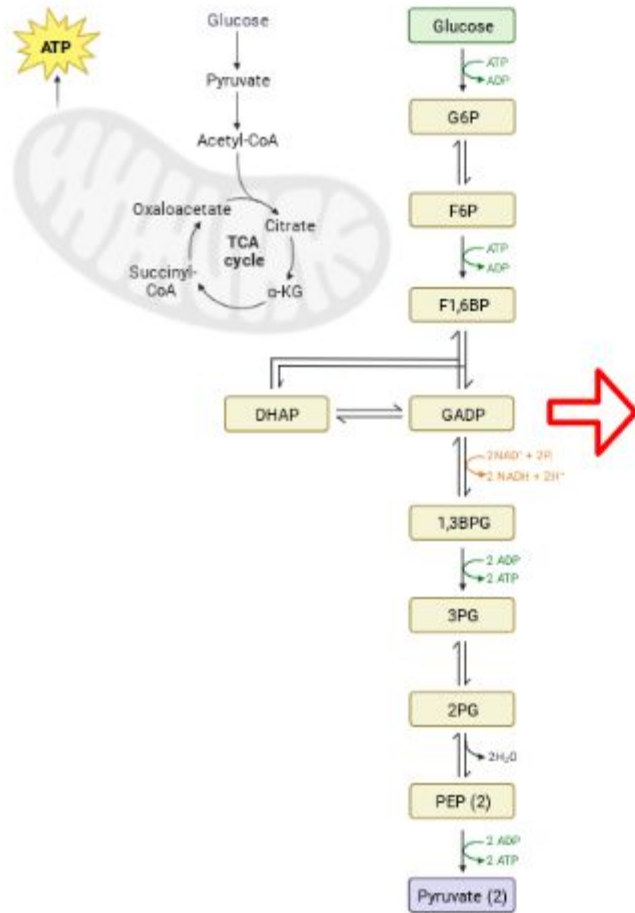 ATP
Glucose
Pyruvate
Acetyl-CoA
Oxaloacetate
Citrate
TCA
cycle
Succinyl-
CoA
α-KG
Glucose
ATP
ADP
G6P
F6P
ATP
ADP
F1,6BP
DHAP
GADP
2NAD⁺ + 2Pᵢ
2 NADH + 2H⁺
1,3BPG
2 ADP
2 ATP
3PG
2PG
2H₂O
PEP (2)
2 ADP
2 ATP
Pyruvate (2)